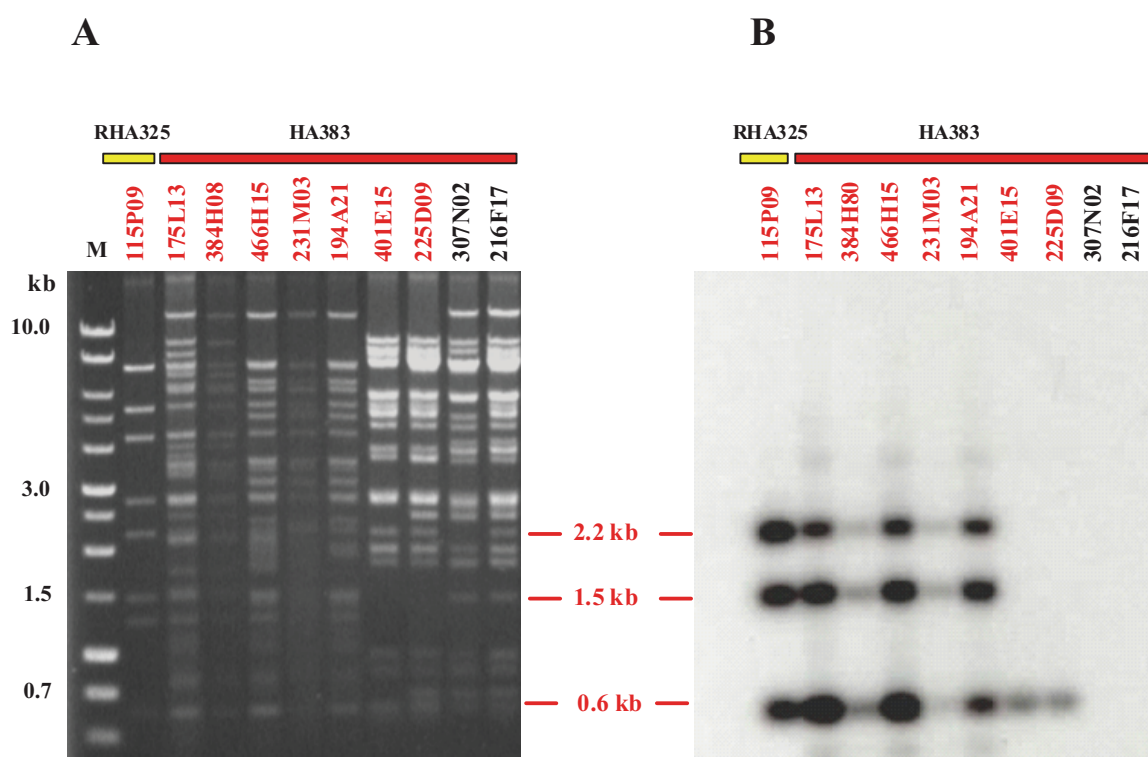 A
B
RHA325 HA383
RHA325 HA383
M 115P09 175L13 384H08 466H15 231M03 194A21 401E15 225D09 307N02 216F17
115P09 175L13 384H80 466H15 231M03 194A21 401E15 225D09 307N02 216F17
kb
10.0
3.0
2.2 kb
1.5
1.5 kb
0.7
0.6 kb